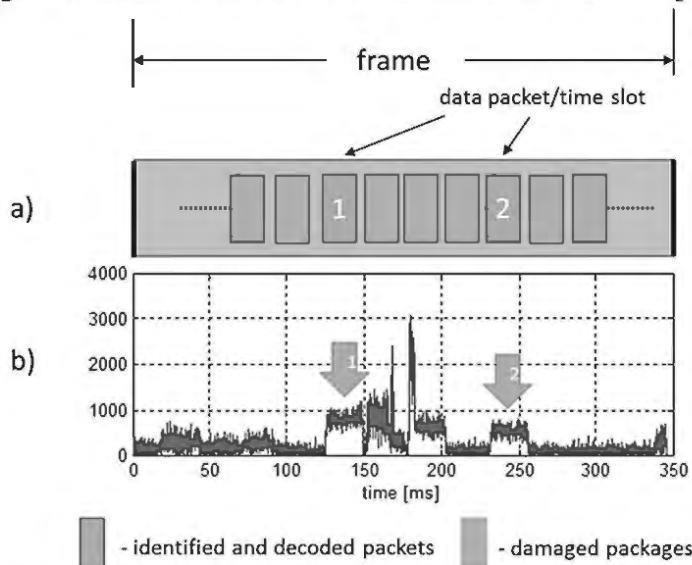 frame
data packet/time slot
a)
1 2
4000
3000
b)
1 2
2000
1000
0
0 50 100 150 200 250 300 350
time [ms]
- identified and decoded packets - damaged packages